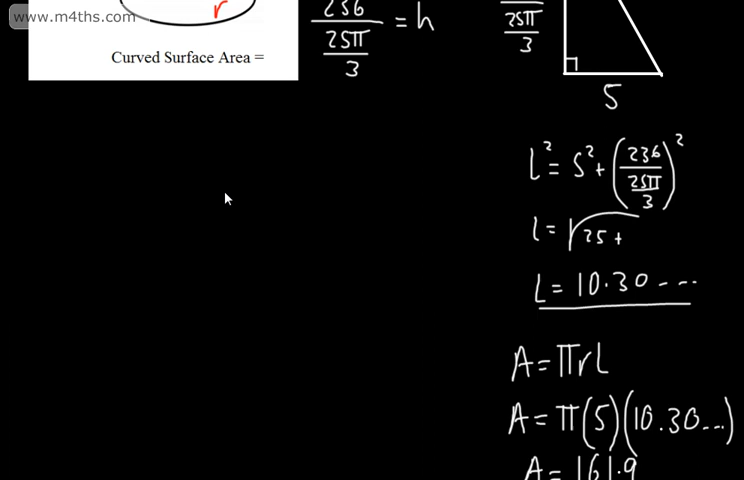 www.m4ths.com
r
Curved Surface Area =
236
25π
3
= h
25π
3
5
L² = 5² + (236
25π
3)²
L = √25 +
L = 10.30 - - --
A = πrL
A = π(5)(10.30...)
A = 161.9